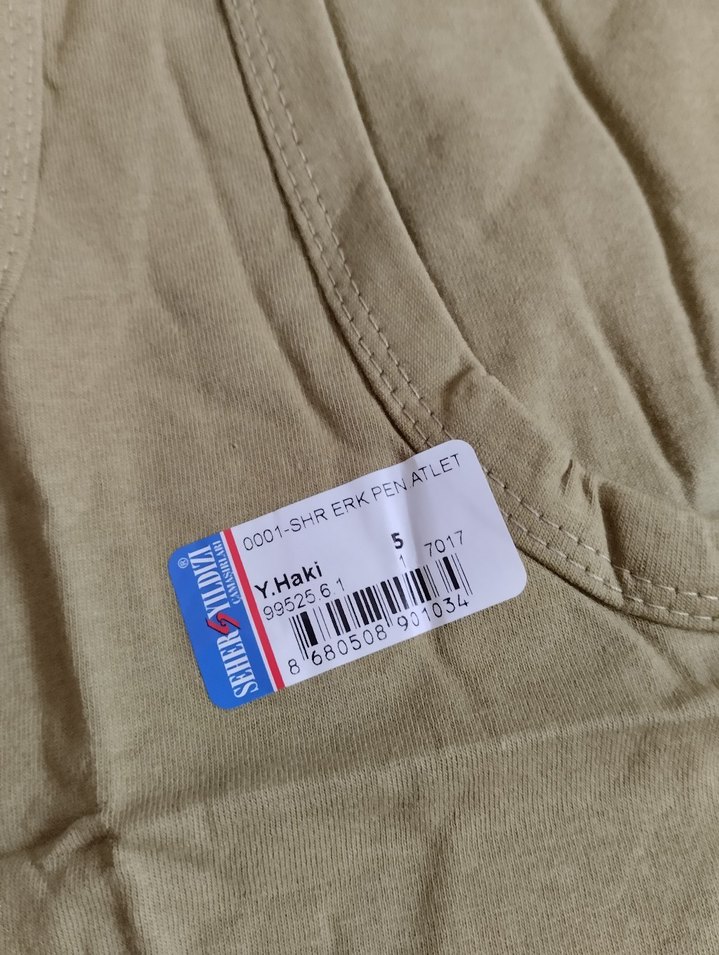 0001-SHR ERK PEN ATLET
5
Y.Haki
99525.6.1 1 7017
8 680508 901034
SEHER YILDIZI®
ÇAMAŞIRLARI